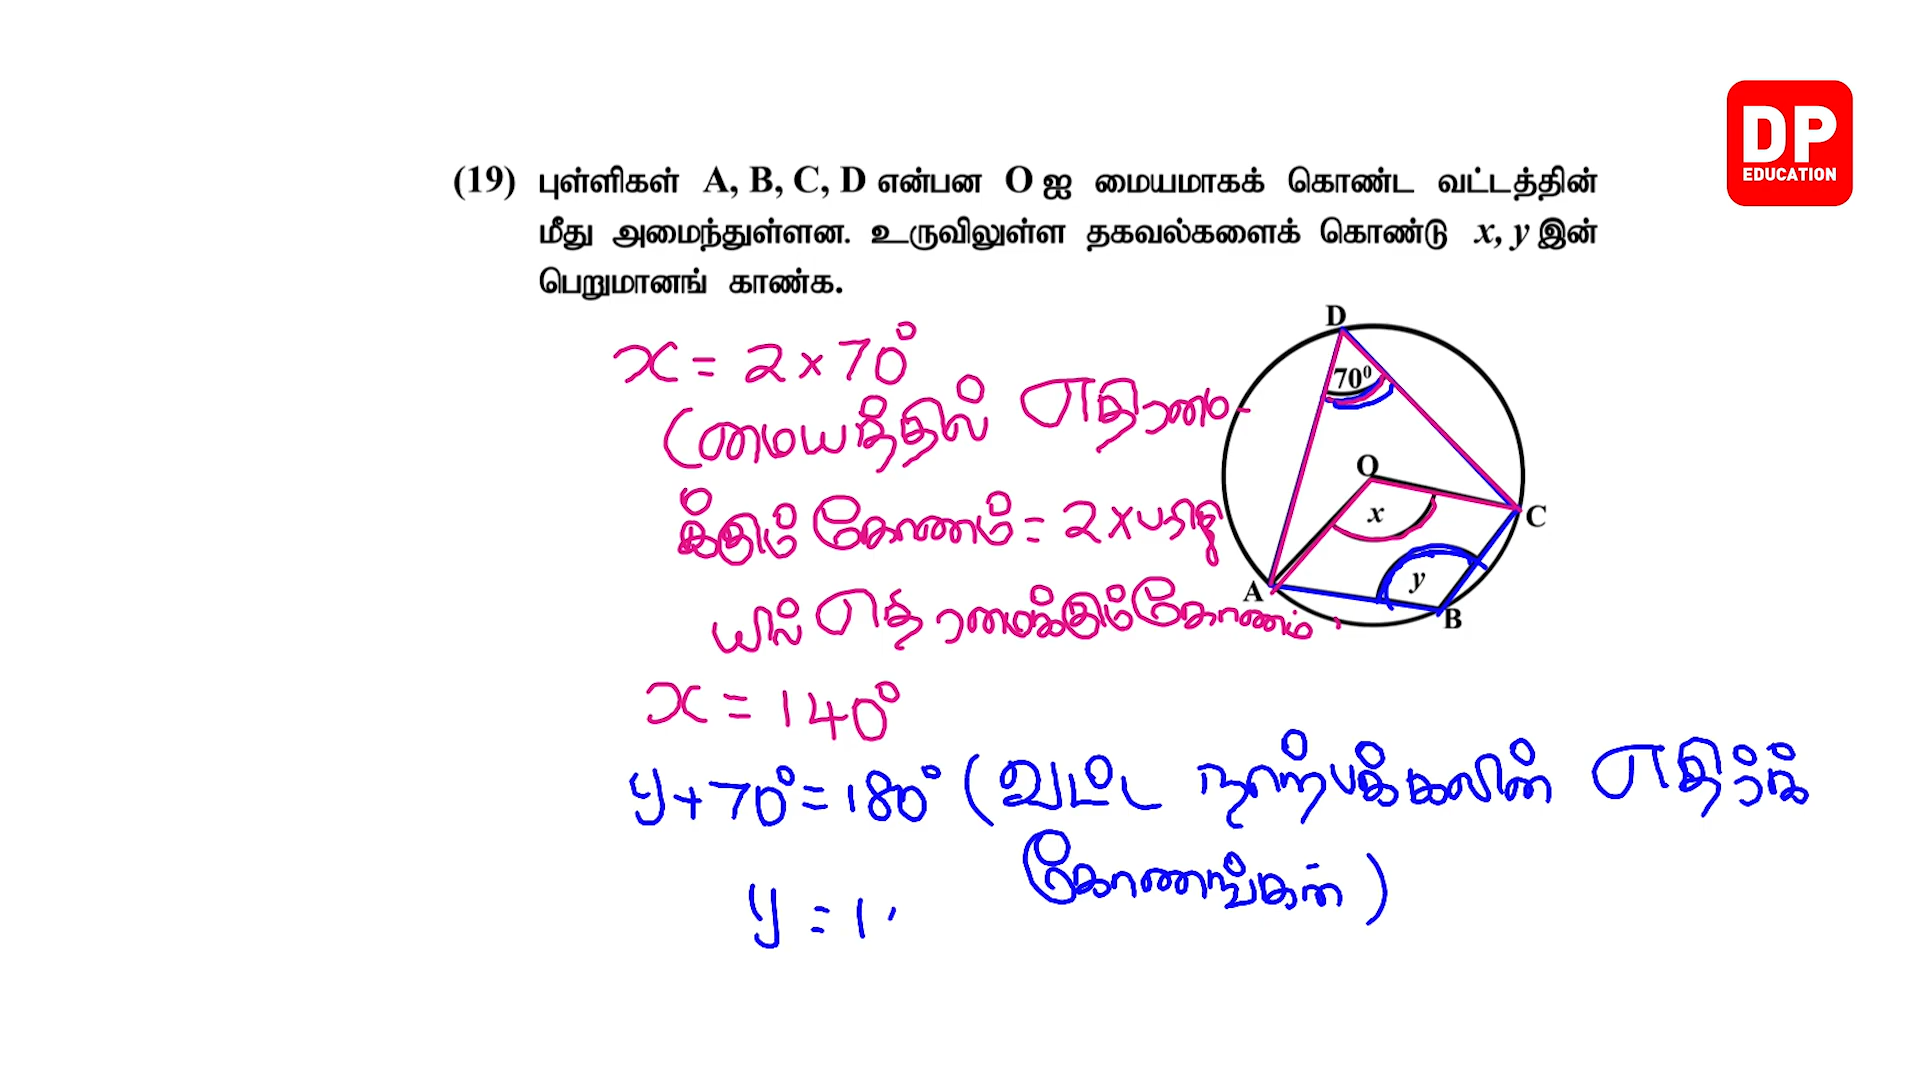 DP
EDUCATION
(19) புள்ளிகள் A, B, C, D என்பன O ஐ மையமாகக் கொண்ட வட்டத்தின்
மீது அமைந்துள்ளன. உருவிலுள்ள தகவல்களைக் கொண்டு x, y இன்
பெறுமானங் காண்க.
x = 2 × 70°
(மையத்தில் எதிரமை-
க்கும் கோணம் = 2 × பரிதி
யில் எதிரமைக்கும் கோணம்.
x = 140°
y + 70° = 180° (வட்ட நாற்பக்கலின் எதிர்க்
கோணங்கள்)
y = 1
D
70⁰
O
x
C
A
y
B